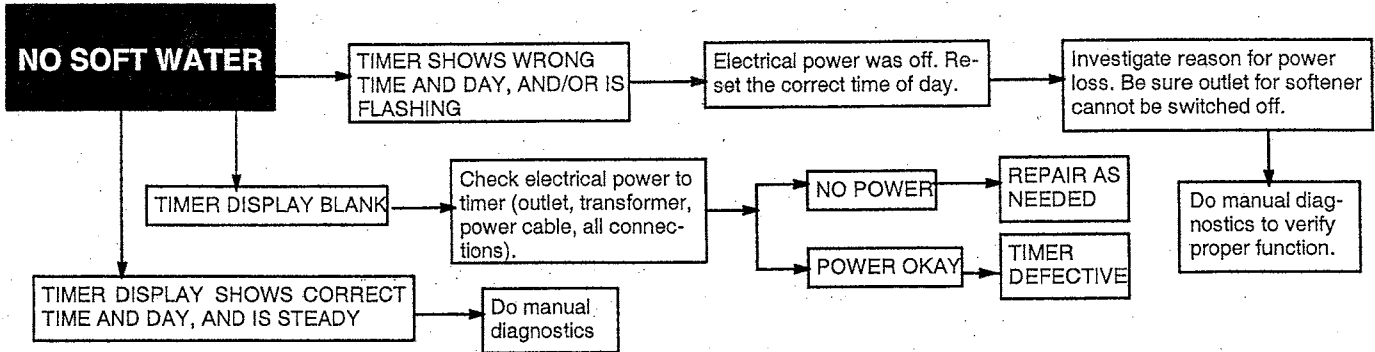 NO SOFT WATER
TIMER SHOWS WRONG
TIME AND DAY, AND/OR IS
FLASHING
Electrical power was off. Re-
set the correct time of day.
Investigate reason for power
loss. Be sure outlet for softener
cannot be switched off.
Do manual diag-
nostics to verify
proper function.
TIMER DISPLAY BLANK
Check electrical power to
timer (outlet, transformer,
power cable, all connec-
tions).
NO POWER
REPAIR AS
NEEDED
POWER OKAY
TIMER
DEFECTIVE
TIMER DISPLAY SHOWS CORRECT
TIME AND DAY, AND IS STEADY
Do manual
diagnostics